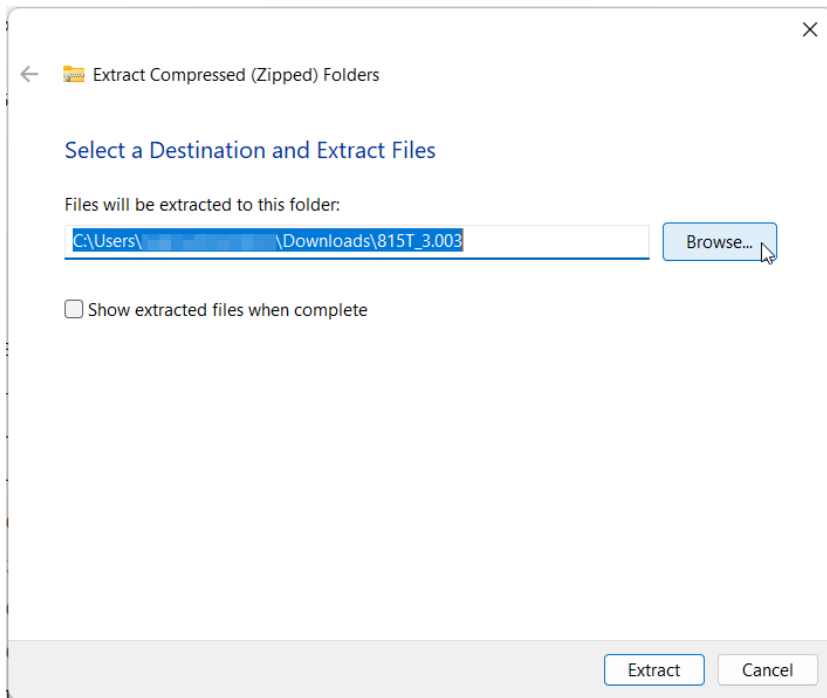 Extract Compressed (Zipped) Folders
Select a Destination and Extract Files
Files will be extracted to this folder:
C:\Users\ \Downloads\815T_3.003
Browse...
Show extracted files when complete
Extract
Cancel